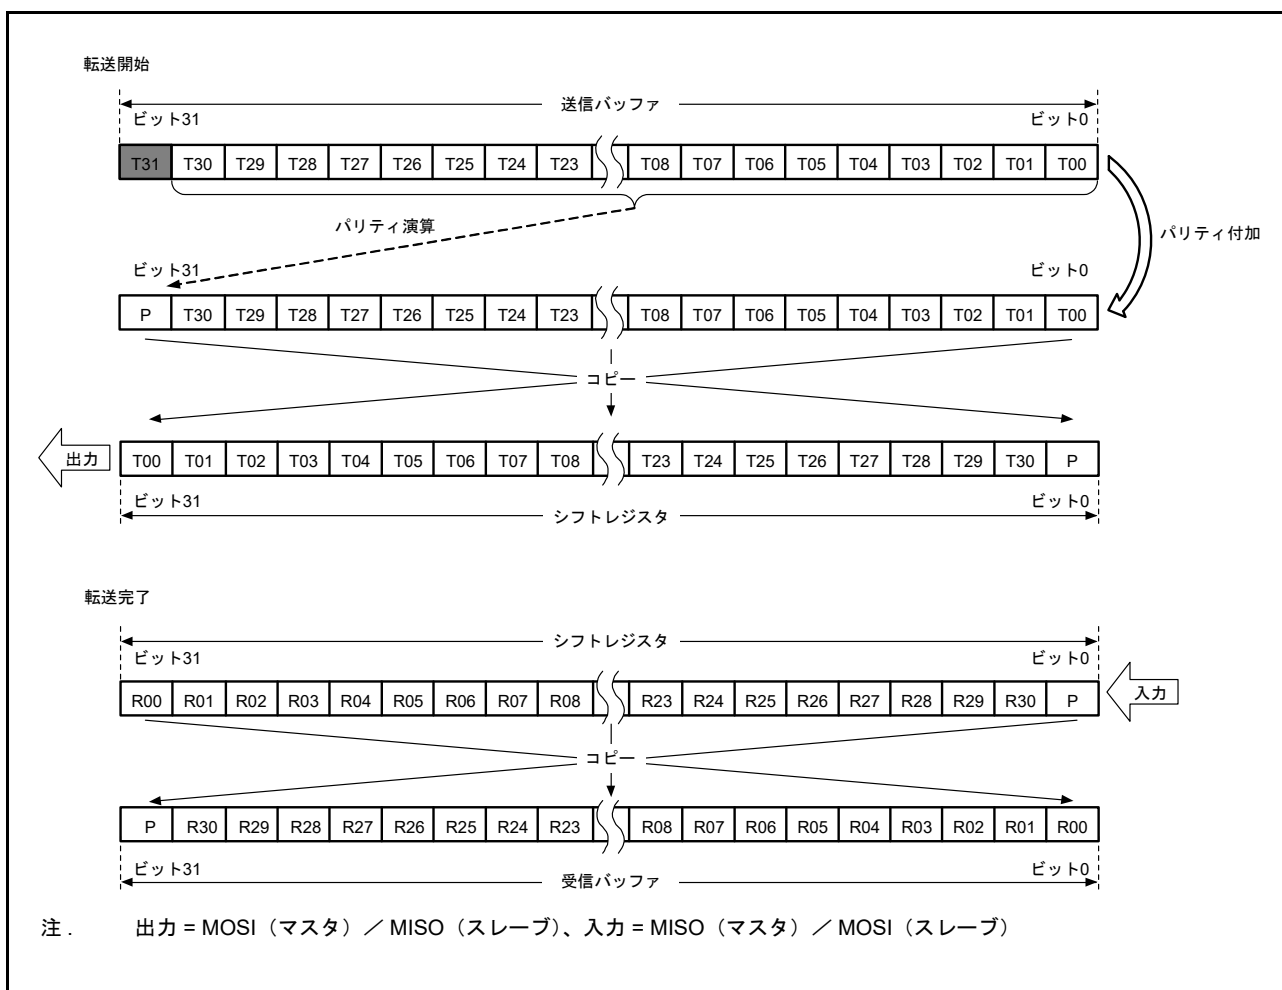 転送開始
送信バッファ
ビット31 ビット0
T31 T30 T29 T28 T27 T26 T25 T24 T23 T08 T07 T06 T05 T04 T03 T02 T01 T00
パリティ演算
パリティ付加
ビット31 ビット0
P T30 T29 T28 T27 T26 T25 T24 T23 T08 T07 T06 T05 T04 T03 T02 T01 T00
コピー
出力 T00 T01 T02 T03 T04 T05 T06 T07 T08 T23 T24 T25 T26 T27 T28 T29 T30 P
ビット31 ビット0
シフトレジスタ
転送完了
シフトレジスタ
ビット31 ビット0
R00 R01 R02 R03 R04 R05 R06 R07 R08 R23 R24 R25 R26 R27 R28 R29 R30 P 入力
コピー
P R30 R29 R28 R27 R26 R25 R24 R23 R08 R07 R06 R05 R04 R03 R02 R01 R00
ビット31 ビット0
受信バッファ
注． 出力 = MOSI（マスタ）／ MISO（スレーブ）、入力 = MISO（マスタ）／ MOSI（スレーブ）